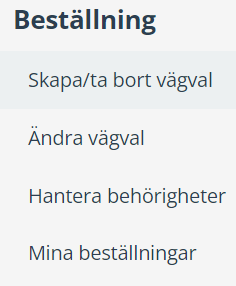 Beställning
Skapa/ta bort vägval
Ändra vägval
Hantera behörigheter
Mina beställningar